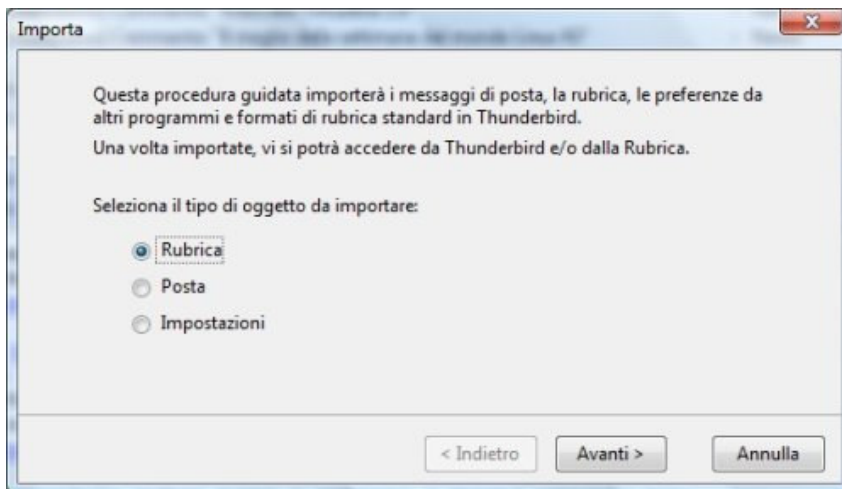 Importa
Questa procedura guidata importerà i messaggi di posta, la rubrica, le preferenze da
altri programmi e formati di rubrica standard in Thunderbird.
Una volta importate, vi si potrà accedere da Thunderbird e/o dalla Rubrica.
Seleziona il tipo di oggetto da importare:
Rubrica
Posta
Impostazioni
< Indietro
Avanti >
Annulla